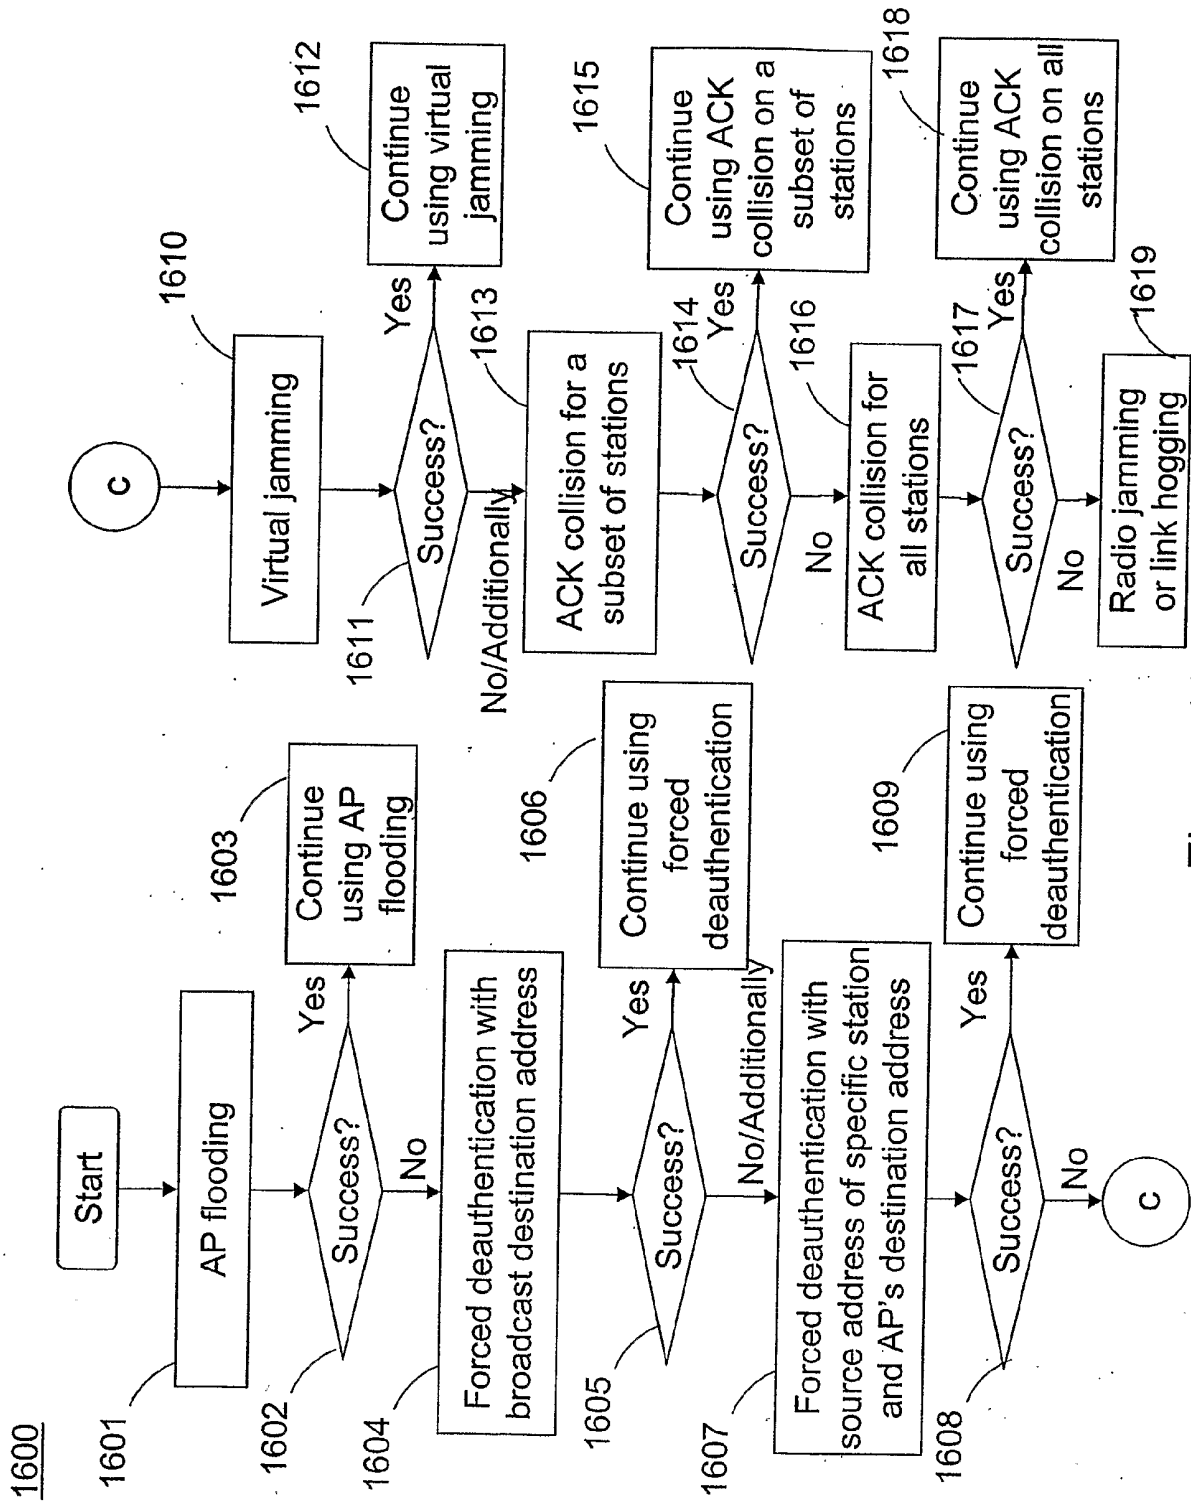 1600
Start
1601
AP flooding
1602
Success?
Yes
1603
Continue
using AP
flooding
No
1604
Forced deauthentication with
broadcast destination address
1605
Success?
Yes
1606
Continue using
forced
deauthentication
No/Additionally
1607
Forced deauthentication with
source address of specific station
and AP's destination address
1608
Success?
Yes
1609
Continue using
forced
deauthentication
No
C
C
1610
Virtual jamming
1611
Success?
Yes
1612
Continue
using virtual
jamming
No/Additionally
1613
ACK collision for a
subset of stations
1614
Success?
Yes
1615
Continue
using ACK
collision on a
subset of
stations
No
1616
ACK collision for
all stations
1617
Success?
Yes
1618
Continue
using ACK
collision on all
stations
No
1619
Radio jamming
or link hogging